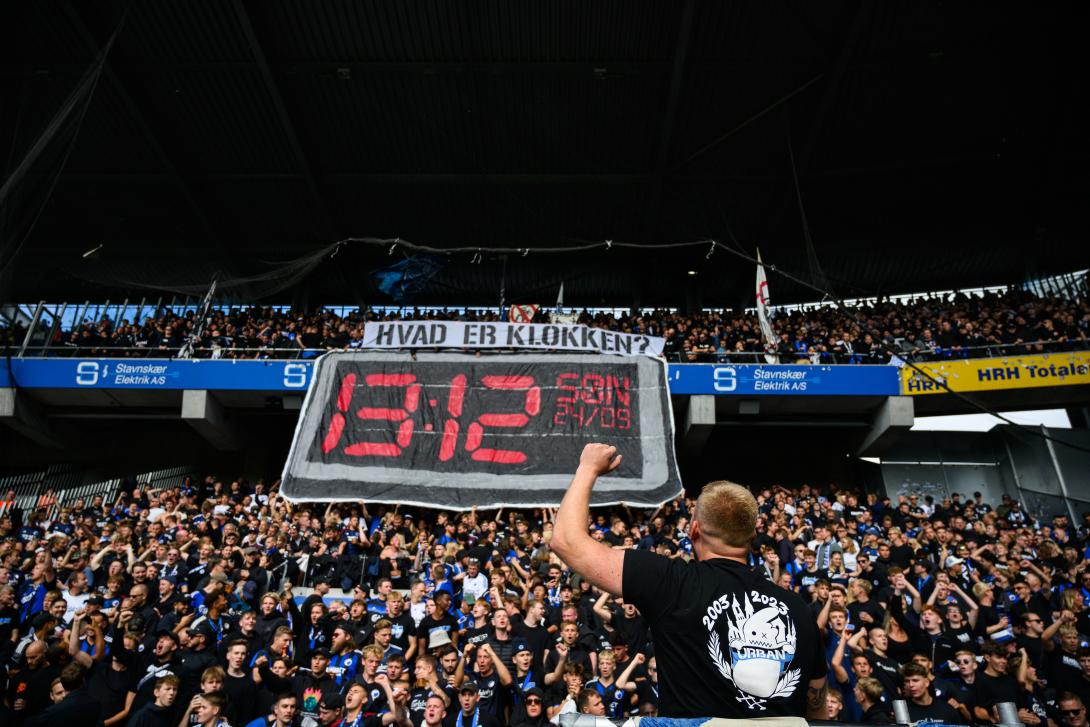 HVAD ER KLOKKEN?
S Stavnskær Elektrik A/S
S
S Stavnskær Elektrik A/S
HRH
HRH Totale
13:12
SØN
24/09
2003 2023
URBAN